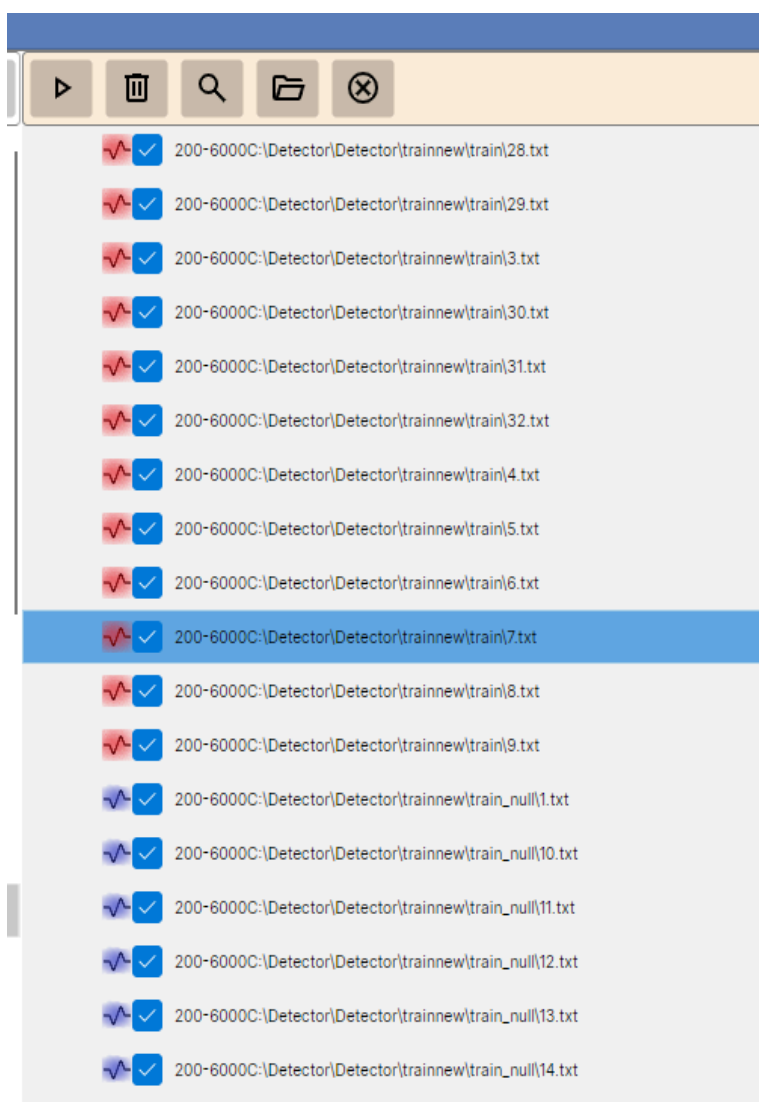 200-6000C:\Detector\Detector\trainnew\train\28.txt
200-6000C:\Detector\Detector\trainnew\train\29.txt
200-6000C:\Detector\Detector\trainnew\train\3.txt
200-6000C:\Detector\Detector\trainnew\train\30.txt
200-6000C:\Detector\Detector\trainnew\train\31.txt
200-6000C:\Detector\Detector\trainnew\train\32.txt
200-6000C:\Detector\Detector\trainnew\train\4.txt
200-6000C:\Detector\Detector\trainnew\train\5.txt
200-6000C:\Detector\Detector\trainnew\train\6.txt
200-6000C:\Detector\Detector\trainnew\train\7.txt
200-6000C:\Detector\Detector\trainnew\train\8.txt
200-6000C:\Detector\Detector\trainnew\train\9.txt
200-6000C:\Detector\Detector\trainnew\train_null\1.txt
200-6000C:\Detector\Detector\trainnew\train_null\10.txt
200-6000C:\Detector\Detector\trainnew\train_null\11.txt
200-6000C:\Detector\Detector\trainnew\train_null\12.txt
200-6000C:\Detector\Detector\trainnew\train_null\13.txt
200-6000C:\Detector\Detector\trainnew\train_null\14.txt